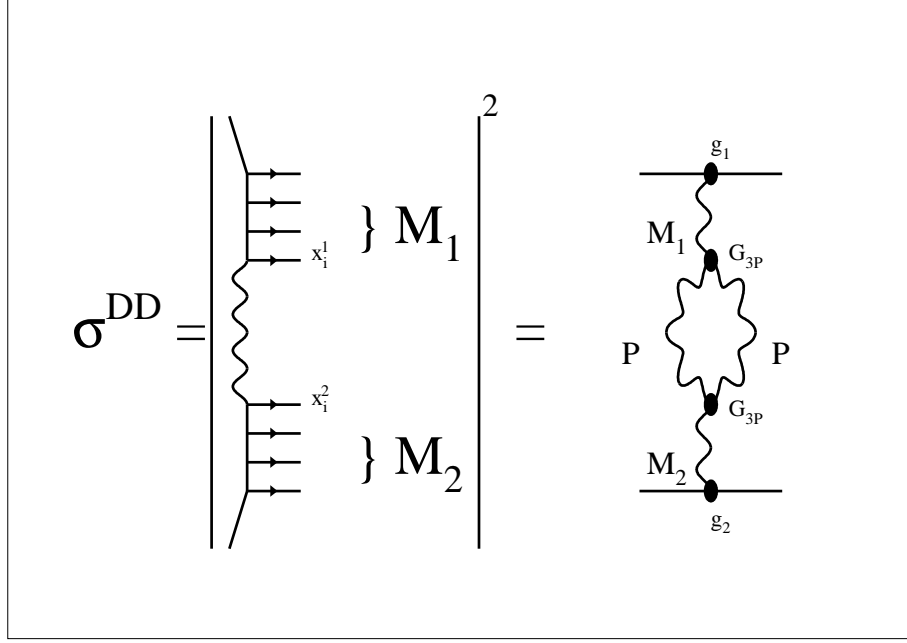 σ^DD = | | 2 =
} M_1
x_i^1
x_i^2
} M_2
g_1
M_1
G_3P
P P
G_3P
M_2
g_2